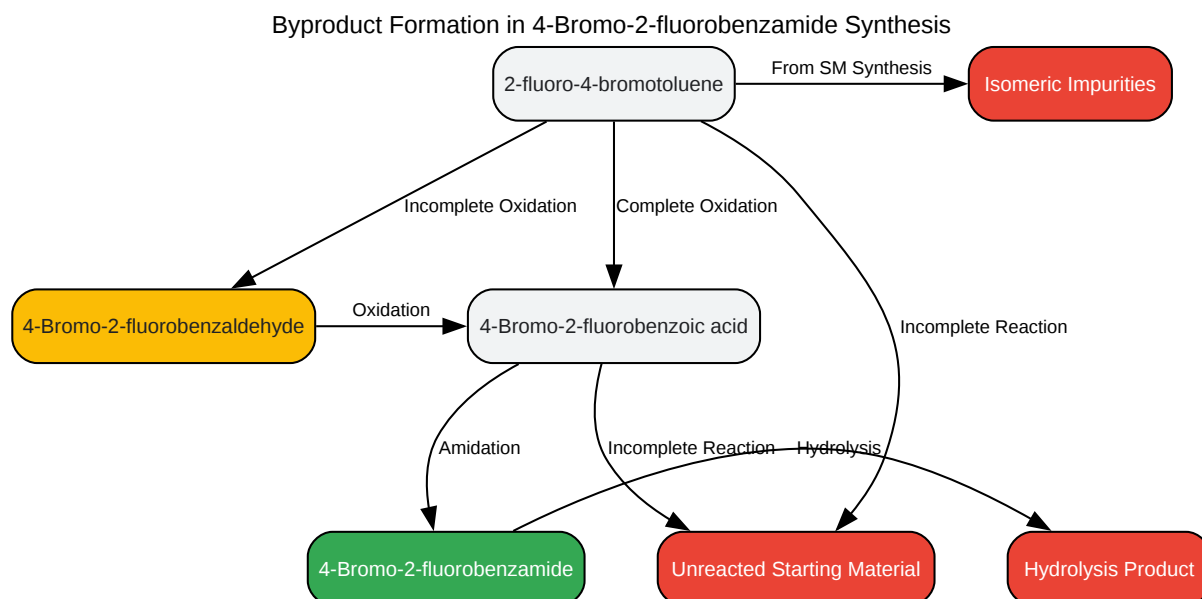 Byproduct Formation in 4-Bromo-2-fluorobenzamide Synthesis
2-fluoro-4-bromotoluene
From SM Synthesis
Isomeric Impurities
Incomplete Oxidation
Complete Oxidation
4-Bromo-2-fluorobenzaldehyde
Oxidation
4-Bromo-2-fluorobenzoic acid
Incomplete Reaction
Amidation
Incomplete Reaction
Hydrolysis
4-Bromo-2-fluorobenzamide
Unreacted Starting Material
Hydrolysis Product